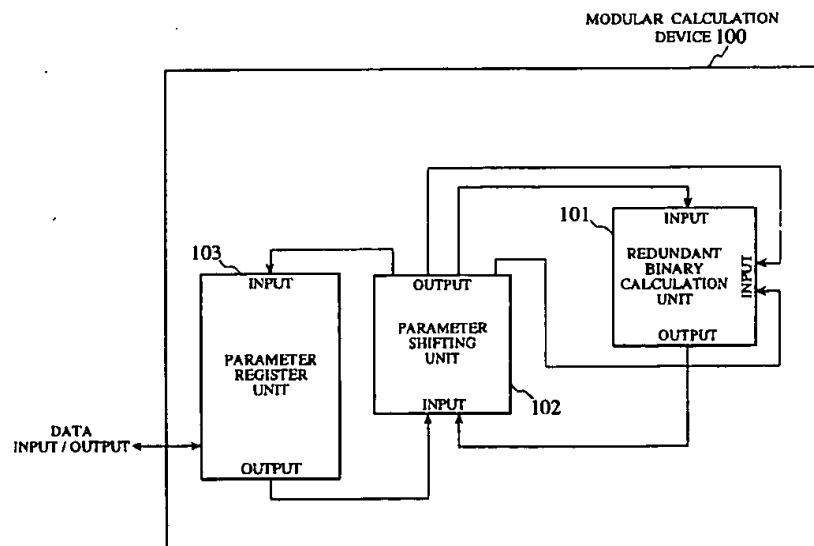 MODULAR CALCULATION
DEVICE 100
101
INPUT
REDUNDANT
BINARY
CALCULATION
UNIT
INPUT
OUTPUT
103
INPUT
PARAMETER
REGISTER
UNIT
OUTPUT
OUTPUT
PARAMETER
SHIFTING
UNIT
INPUT
102
DATA
INPUT / OUTPUT